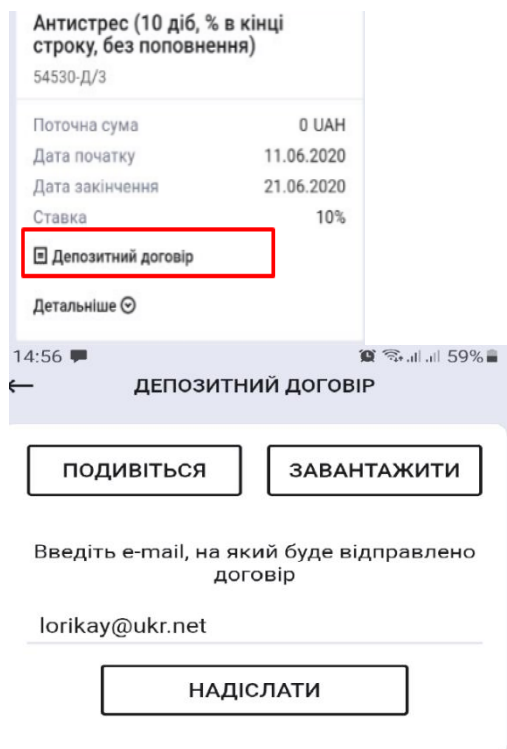 Антистрес (10 діб, % в кінці
строку, без поповнення)
54530-Д/3
Поточна сума 0 UAH
Дата початку 11.06.2020
Дата закінчення 21.06.2020
Ставка 10%
Депозитний договір
Детальніше
14:56 59%
ДЕПОЗИТНИЙ ДОГОВІР
ПОДИВІТЬСЯ ЗАВАНТАЖИТИ
Введіть e-mail, на який буде відправлено
договір
lorikay@ukr.net
НАДІСЛАТИ